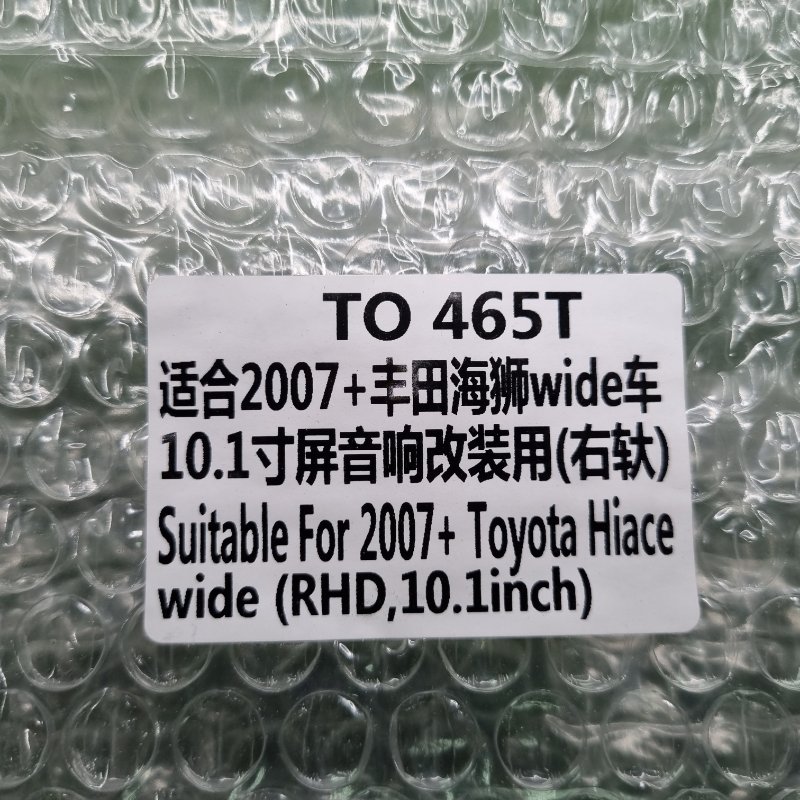 TO 465T
适合2007+丰田海狮wide车
10.1寸屏音响改装用(右软)
Suitable For 2007+ Toyota Hiace
wide (RHD,10.1inch)